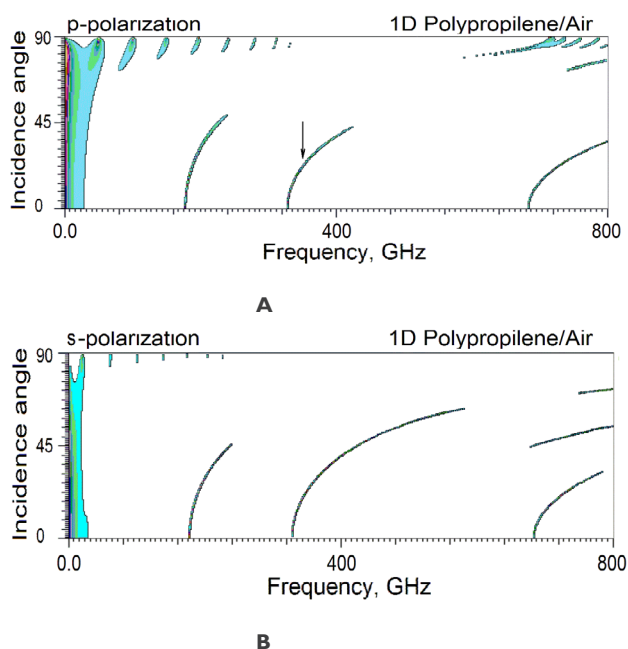 p-polarization 1D Polypropilene/Air
Incidence angle
90
45
0
0.0 400 800
Frequency, GHz
A
s-polarization 1D Polypropilene/Air
Incidence angle
90
45
0
0.0 400 800
Frequency, GHz
B